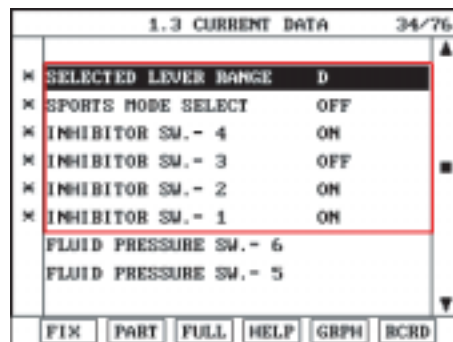 1.3 CURRENT DATA 34/76
× SELECTED LEVER RANGE D
× SPORTS MODE SELECT OFF
× INHIBITOR SW.- 4 ON
× INHIBITOR SW.- 3 OFF
× INHIBITOR SW.- 2 ON
× INHIBITOR SW.- 1 ON
FLUID PRESSURE SW.- 6
FLUID PRESSURE SW.- 5
FIX PART FULL HELP GRPH RCRD